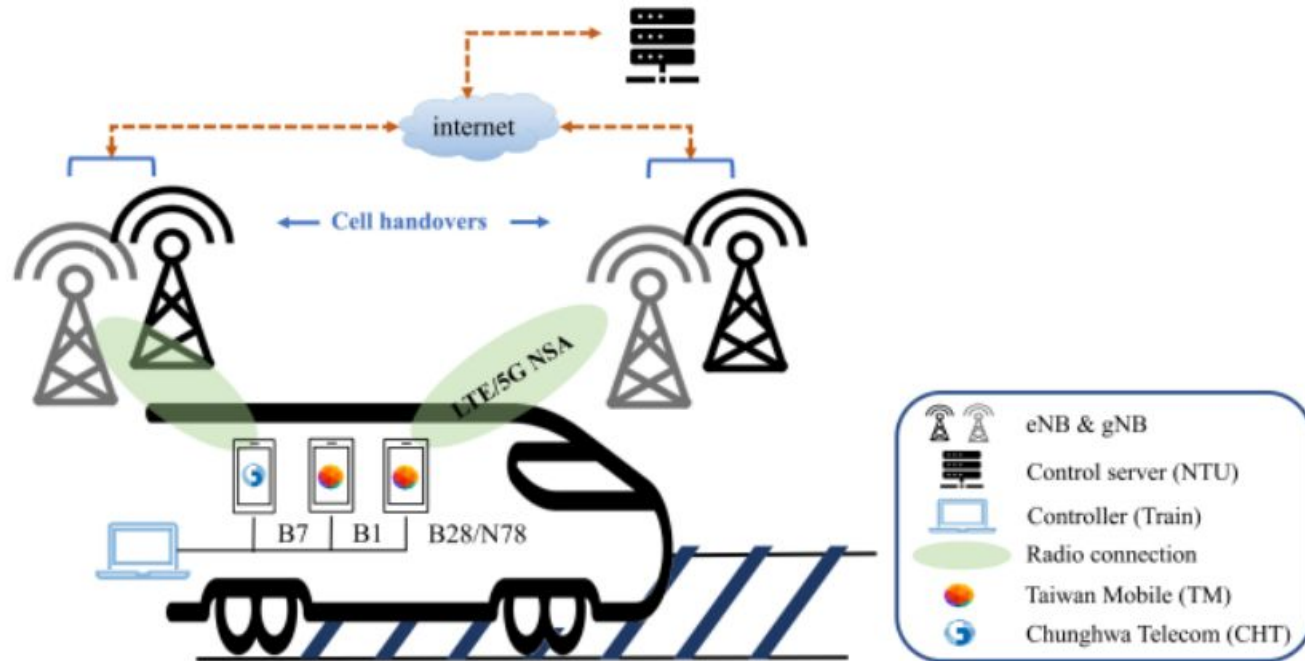 internet
Cell handovers
LTE/5G NSA
B7
B1
B28/N78
eNB & gNB
Control server (NTU)
Controller (Train)
Radio connection
Taiwan Mobile (TM)
Chunghwa Telecom (CHT)